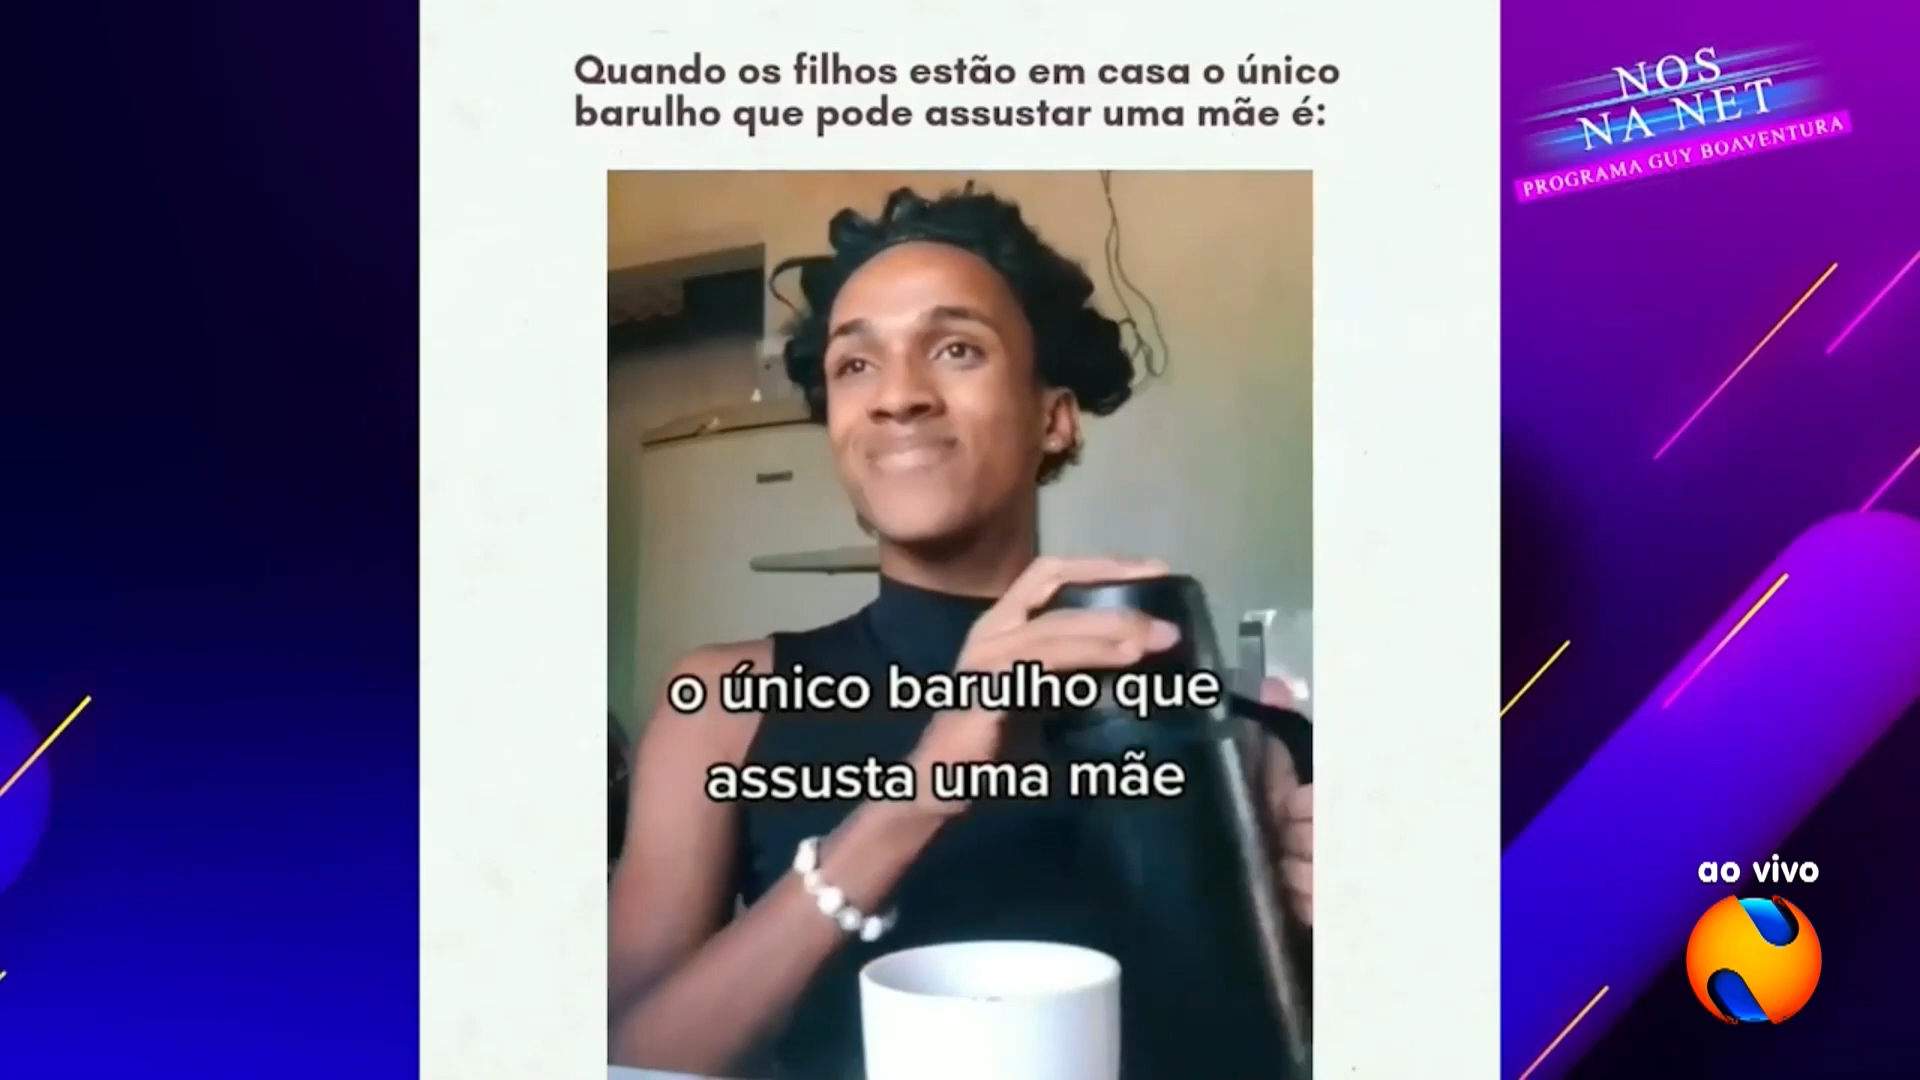 Quando os filhos estão em casa o único
barulho que pode assustar uma mãe é:
NOS
NA NET
PROGRAMA GUY BOAVENTURA
o único barulho que
assusta uma mãe
ao vivo